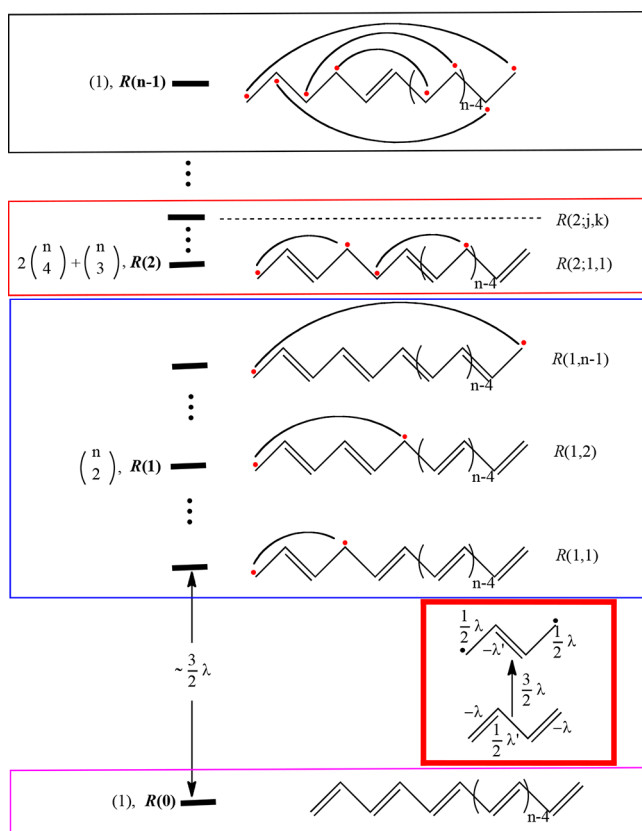 (1), R(n-1)
n-4
R(2;j,k)
2 ( n 4 ) + ( n 3 ), R(2)
n-4
R(2;1,1)
n-4
R(1,n-1)
( n 2 ), R(1)
n-4
R(1,2)
n-4
R(1,1)
1/2 λ
-λ'
1/2 λ
~ 3/2 λ
3/2 λ
-λ
1/2 λ'
-λ
(1), R(0)
n-4